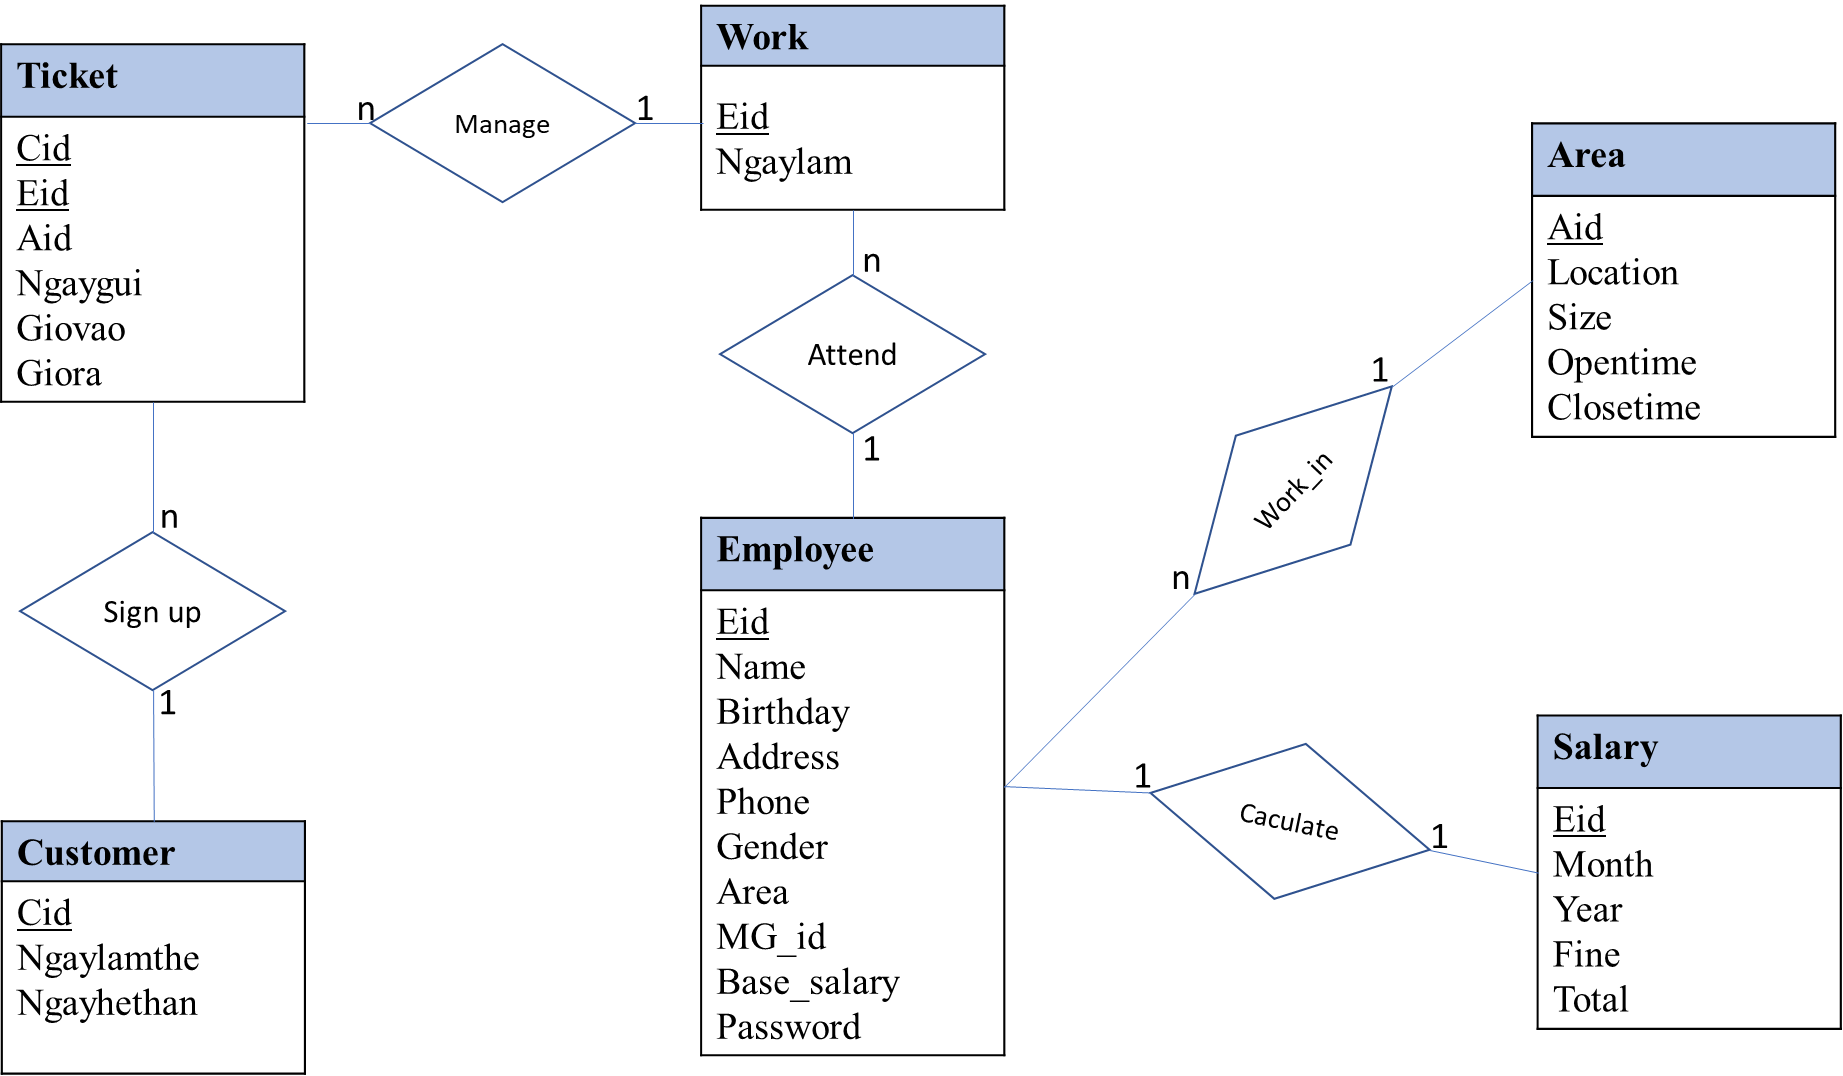 Ticket
Cid
Eid
Aid
Ngaygui
Giovao
Giora
n
Manage
1
Work
Eid
Ngaylam
n
Attend
1
Area
Aid
Location
Size
Opentime
Closetime
1
Work_in
n
n
Sign up
1
Customer
Cid
Ngaylamthe
Ngayhethan
Employee
Eid
Name
Birthday
Address
Phone
Gender
Area
MG_id
Base_salary
Password
1
Caculate
1
Salary
Eid
Month
Year
Fine
Total